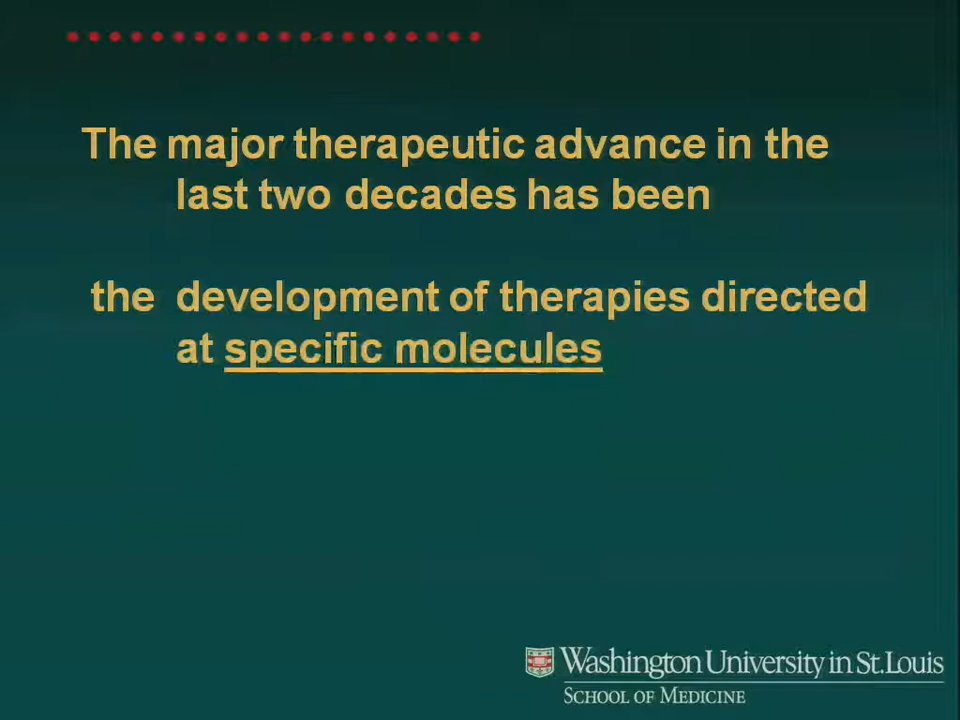 The major therapeutic advance in the
last two decades has been
the development of therapies directed
at specific molecules
Washington University in St. Louis
SCHOOL OF MEDICINE